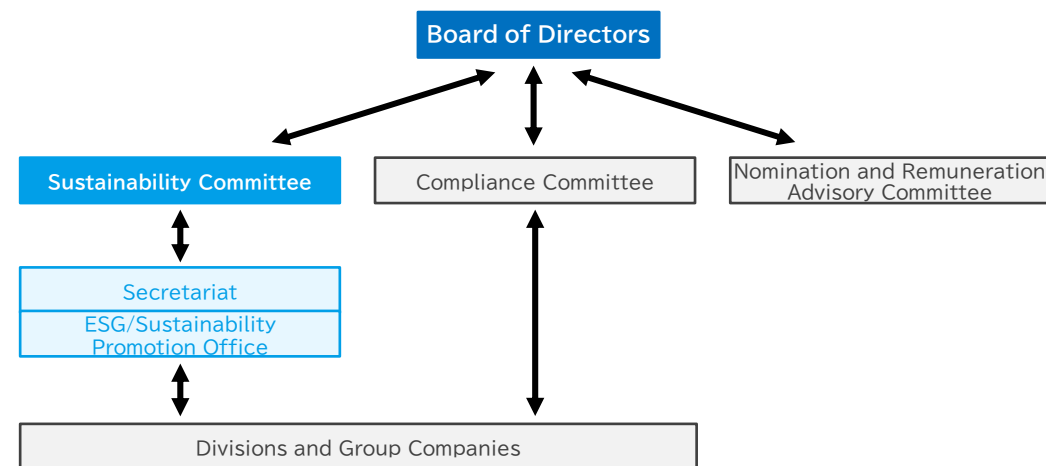 Board of Directors
Sustainability Committee
Compliance Committee
Nomination and Remuneration
Advisory Committee
Secretariat
ESG/Sustainability
Promotion Office
Divisions and Group Companies